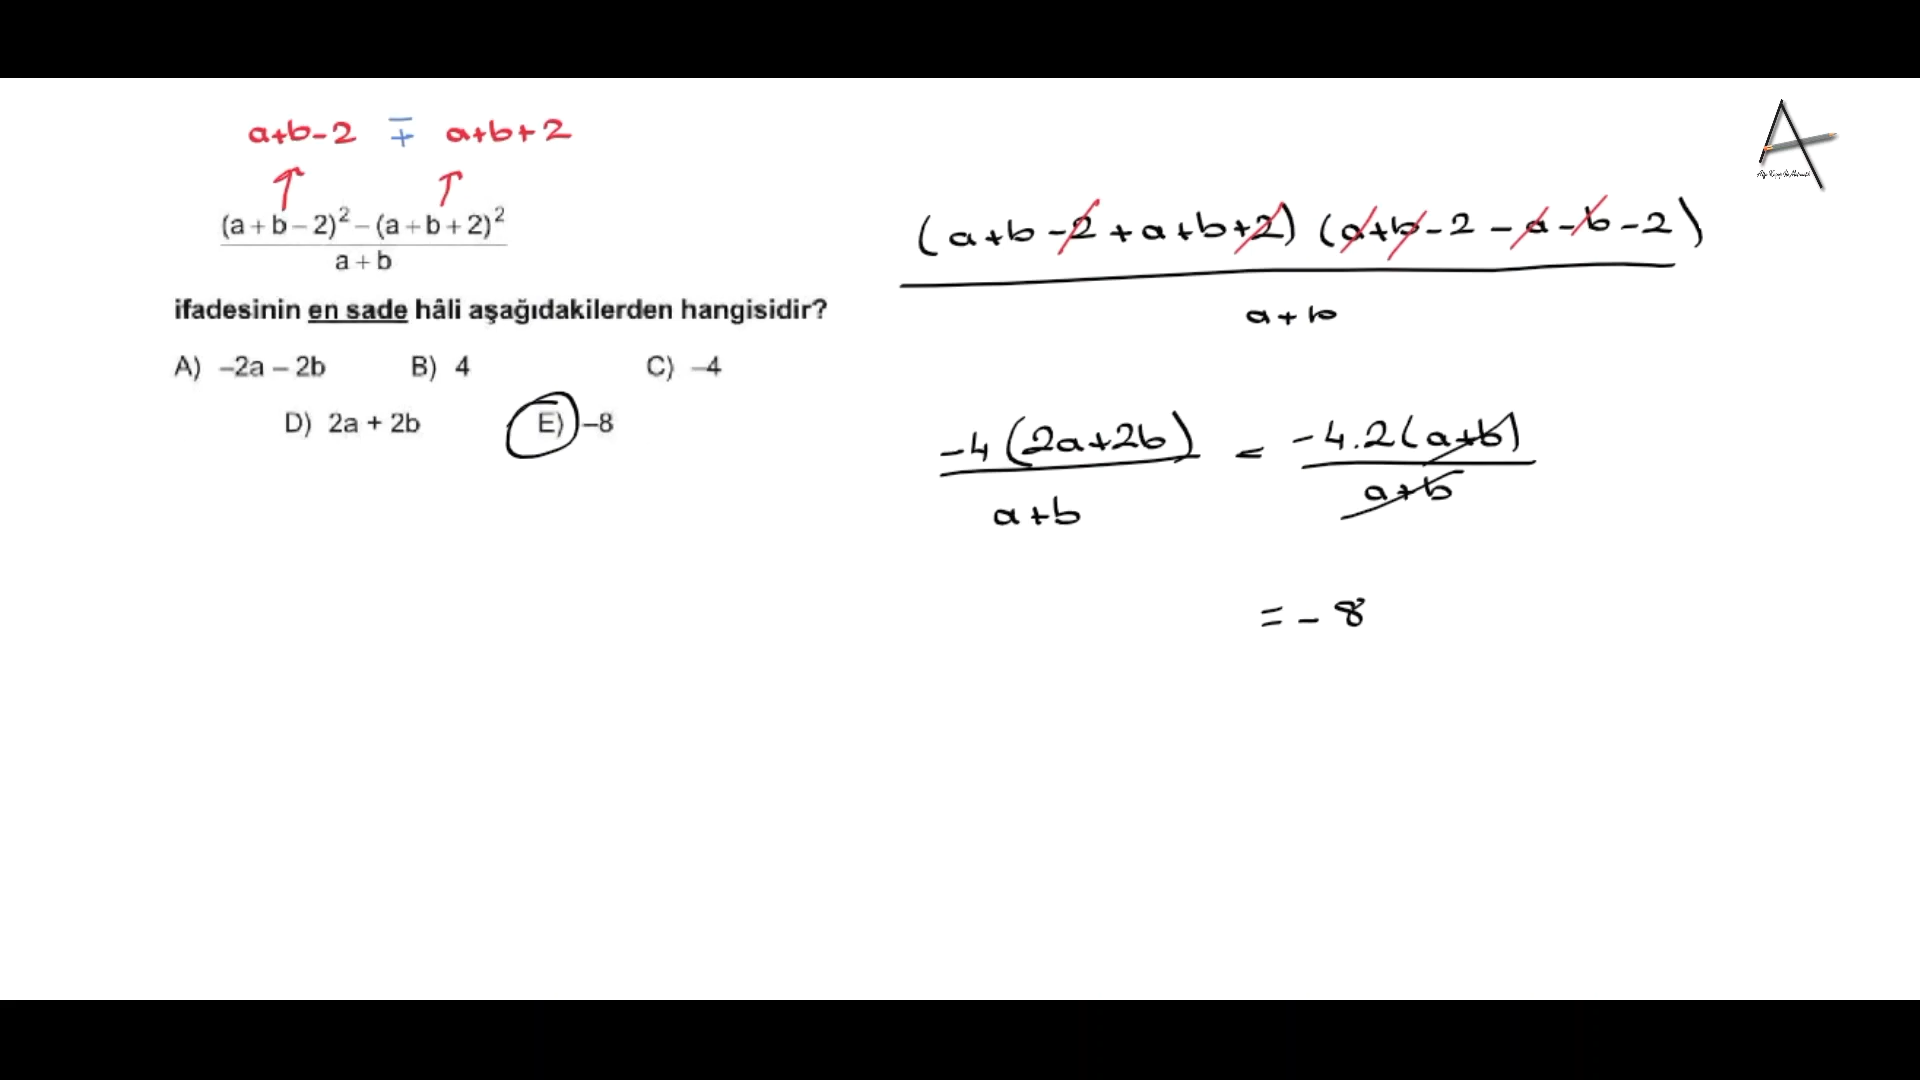 a+b-2 ∓ a+b+2
(a + b – 2)² – (a + b + 2)²
a + b
ifadesinin en sade hâli aşağıdakilerden hangisidir?
A) –2a – 2b B) 4 C) –4
D) 2a + 2b E) –8
(a+b-2+a+b+2) (a+b-2-a-b-2)
a+b
-4(2a+2b) = -4.2(a+b)
a+b a+b
= -8